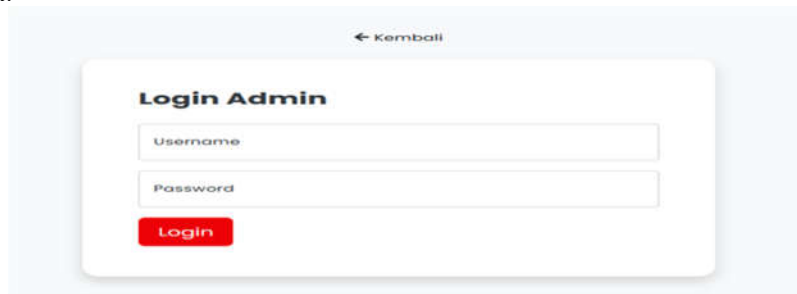 ← Kembali
Login Admin
Username
Password
Login